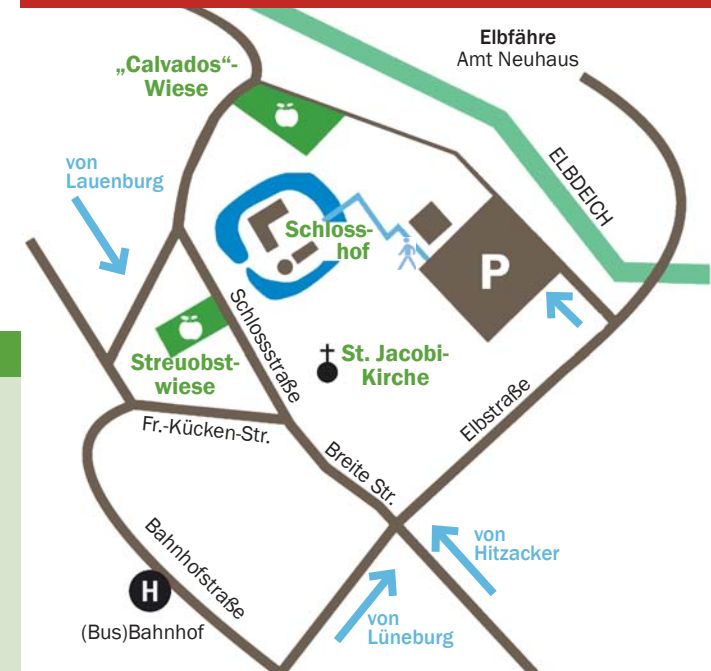 Elbfähre
Amt Neuhaus
„Calvados“-
Wiese
von
Lauenburg
ELBDEICH
Schloss-
hof
P
Schlossstraße
Streuobst-
wiese
St. Jacobi-
Kirche
Elbstraße
Fr.-Kücken-Str.
Breite Str.
Bahnhofstraße
von
Hitzacker
H
(Bus)Bahnhof
von
Lüneburg